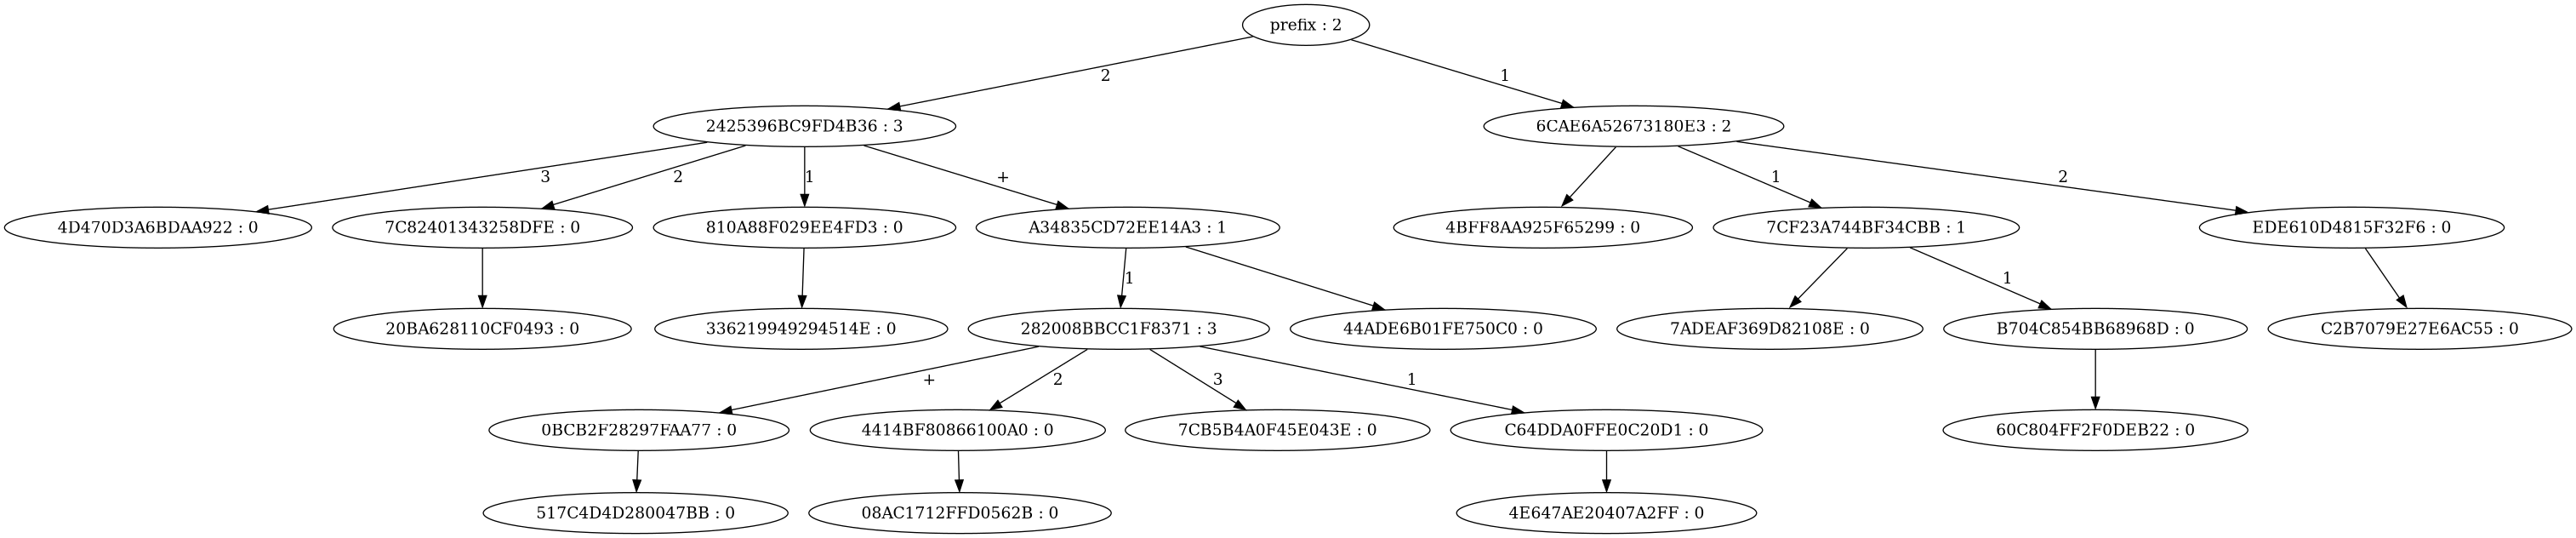 prefix : 2
2
1
2425396BC9FD4B36 : 3
6CAE6A52673180E3 : 2
3
2
1
+
1
2
4D470D3A6BDAA922 : 0
7C82401343258DFE : 0
810A88F029EE4FD3 : 0
A34835CD72EE14A3 : 1
4BFF8AA925F65299 : 0
7CF23A744BF34CBB : 1
EDE610D4815F32F6 : 0
1
1
20BA628110CF0493 : 0
336219949294514E : 0
282008BBCC1F8371 : 3
44ADE6B01FE750C0 : 0
7ADEAF369D82108E : 0
B704C854BB68968D : 0
C2B7079E27E6AC55 : 0
+
2
3
1
0BCB2F28297FAA77 : 0
4414BF80866100A0 : 0
7CB5B4A0F45E043E : 0
C64DDA0FFE0C20D1 : 0
60C804FF2F0DEB22 : 0
517C4D4D280047BB : 0
08AC1712FFD0562B : 0
4E647AE20407A2FF : 0